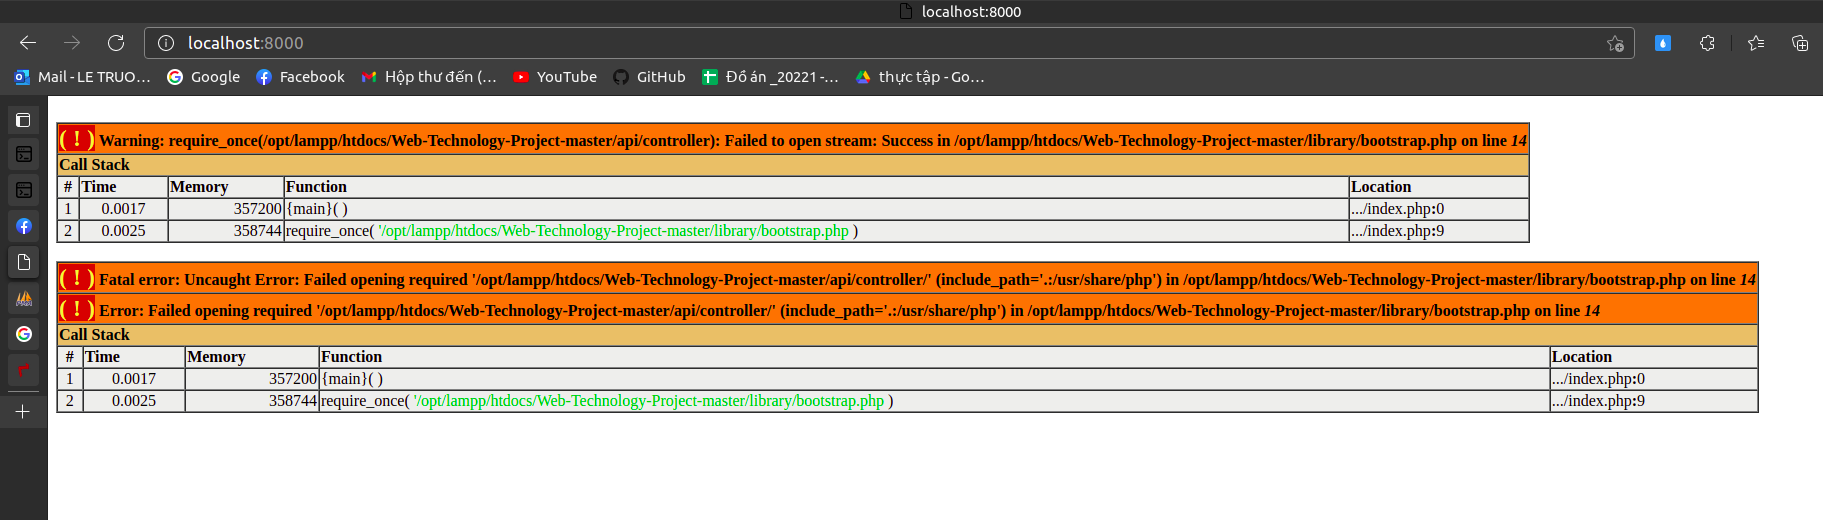 localhost:8000
localhost:8000
Mail - LE TRUO... Google Facebook Hộp thư đến (... YouTube GitHub Đồ án _20221 -... thực tập - Go...
( ! ) Warning: require_once(/opt/lampp/htdocs/Web-Technology-Project-master/api/controller): Failed to open stream: Success in /opt/lampp/htdocs/Web-Technology-Project-master/library/bootstrap.php on line 14
Call Stack
# Time Memory Function Location
1 0.0017 357200 {main}( ) .../index.php:0
2 0.0025 358744 require_once( '/opt/lampp/htdocs/Web-Technology-Project-master/library/bootstrap.php ) .../index.php:9
( ! ) Fatal error: Uncaught Error: Failed opening required '/opt/lampp/htdocs/Web-Technology-Project-master/api/controller/' (include_path='.:/usr/share/php') in /opt/lampp/htdocs/Web-Technology-Project-master/library/bootstrap.php on line 14
( ! ) Error: Failed opening required '/opt/lampp/htdocs/Web-Technology-Project-master/api/controller/' (include_path='.:/usr/share/php') in /opt/lampp/htdocs/Web-Technology-Project-master/library/bootstrap.php on line 14
Call Stack
# Time Memory Function Location
1 0.0017 357200 {main}( ) .../index.php:0
2 0.0025 358744 require_once( '/opt/lampp/htdocs/Web-Technology-Project-master/library/bootstrap.php ) .../index.php:9